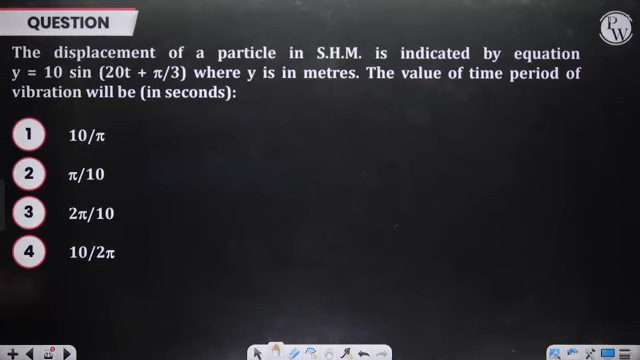 QUESTION
P
W
The displacement of a particle in S.H.M. is indicated by equation
y = 10 sin (20t + π/3) where y is in metres. The value of time period of
vibration will be (in seconds):
1 10/π
2 π/10
3 2π/10
4 10/2π